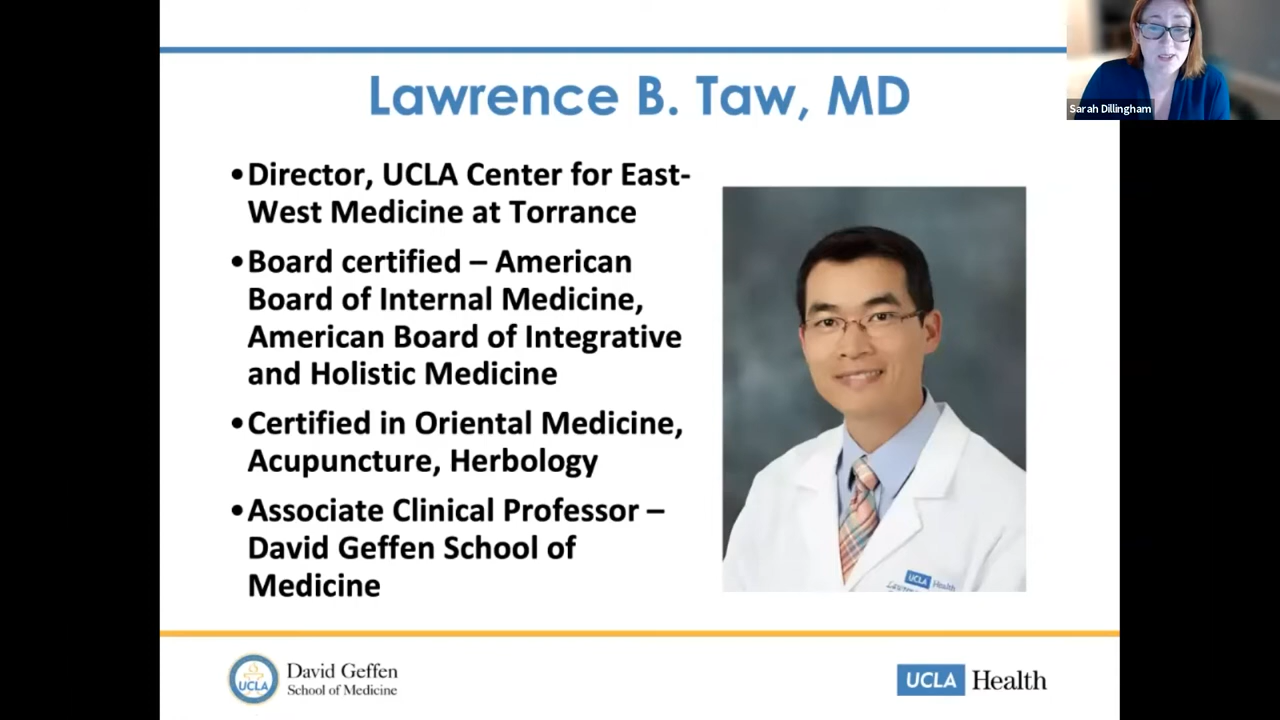 Lawrence B. Taw, MD
Sarah Dillingham
•Director, UCLA Center for East-
West Medicine at Torrance
•Board certified – American
Board of Internal Medicine,
American Board of Integrative
and Holistic Medicine
•Certified in Oriental Medicine,
Acupuncture, Herbology
•Associate Clinical Professor –
David Geffen School of
Medicine
UCLA Health
UCLA
David Geffen
School of Medicine
UCLA Health